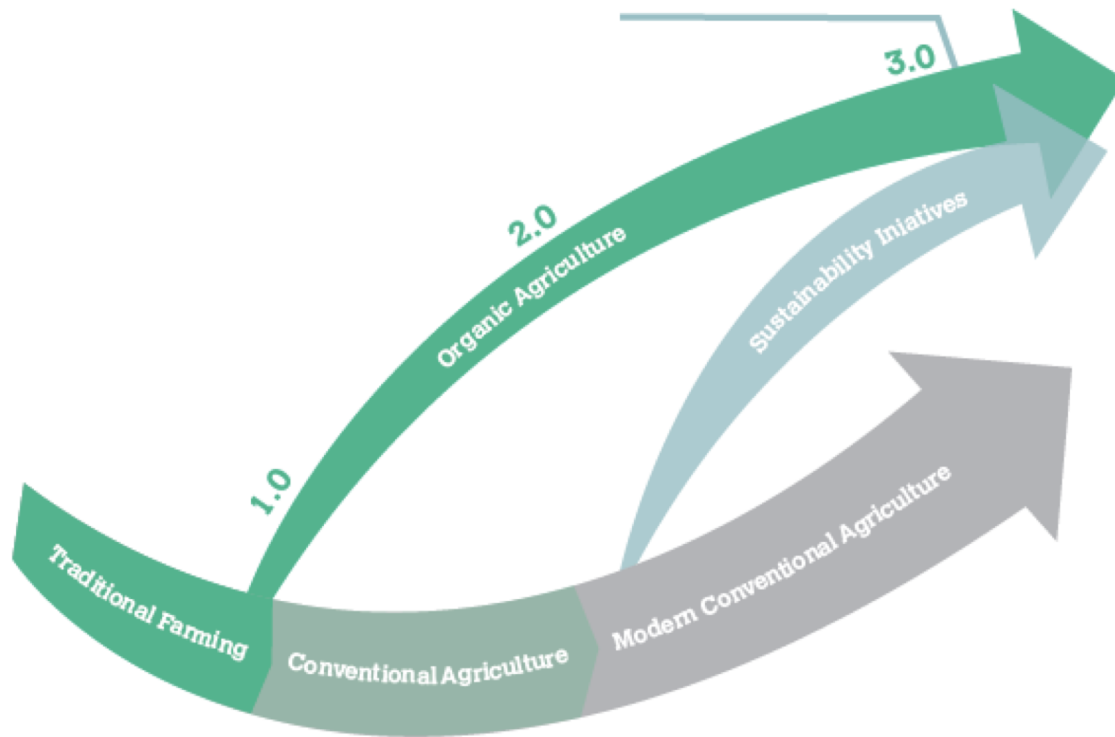 3.0
2.0
Organic Agriculture
Sustainability Iniatives
1.0
Traditional Farming
Conventional Agriculture
Modern Conventional Agriculture